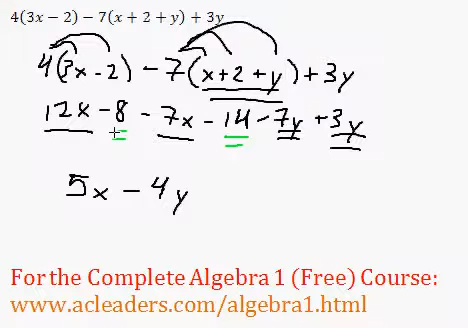 4(3x − 2) − 7(x + 2 + y) + 3y
4(3x - 2) - 7(x + 2 + y) + 3y
12x - 8 - 7x - 14 - 7y + 3y
5x - 4y
For the Complete Algebra 1 (Free) Course:
www.acleaders.com/algebra1.html